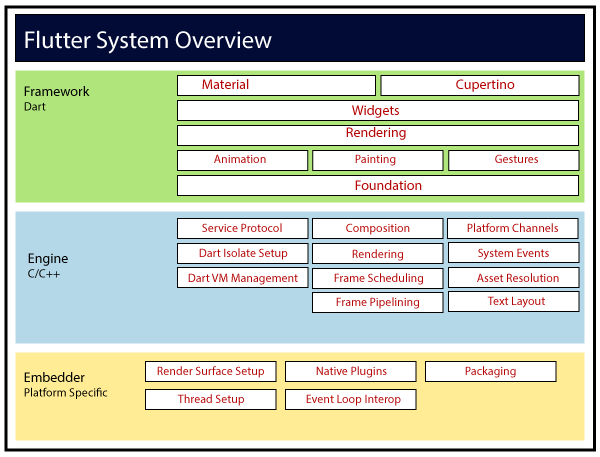 Flutter System Overview
Framework
Dart
Material
Cupertino
Widgets
Rendering
Animation
Painting
Gestures
Foundation
Engine
C/C++
Service Protocol
Composition
Platform Channels
Dart Isolate Setup
Rendering
System Events
Dart VM Management
Frame Scheduling
Asset Resolution
Frame Pipelining
Text Layout
Embedder
Platform Specific
Render Surface Setup
Native Plugins
Packaging
Thread Setup
Event Loop Interop